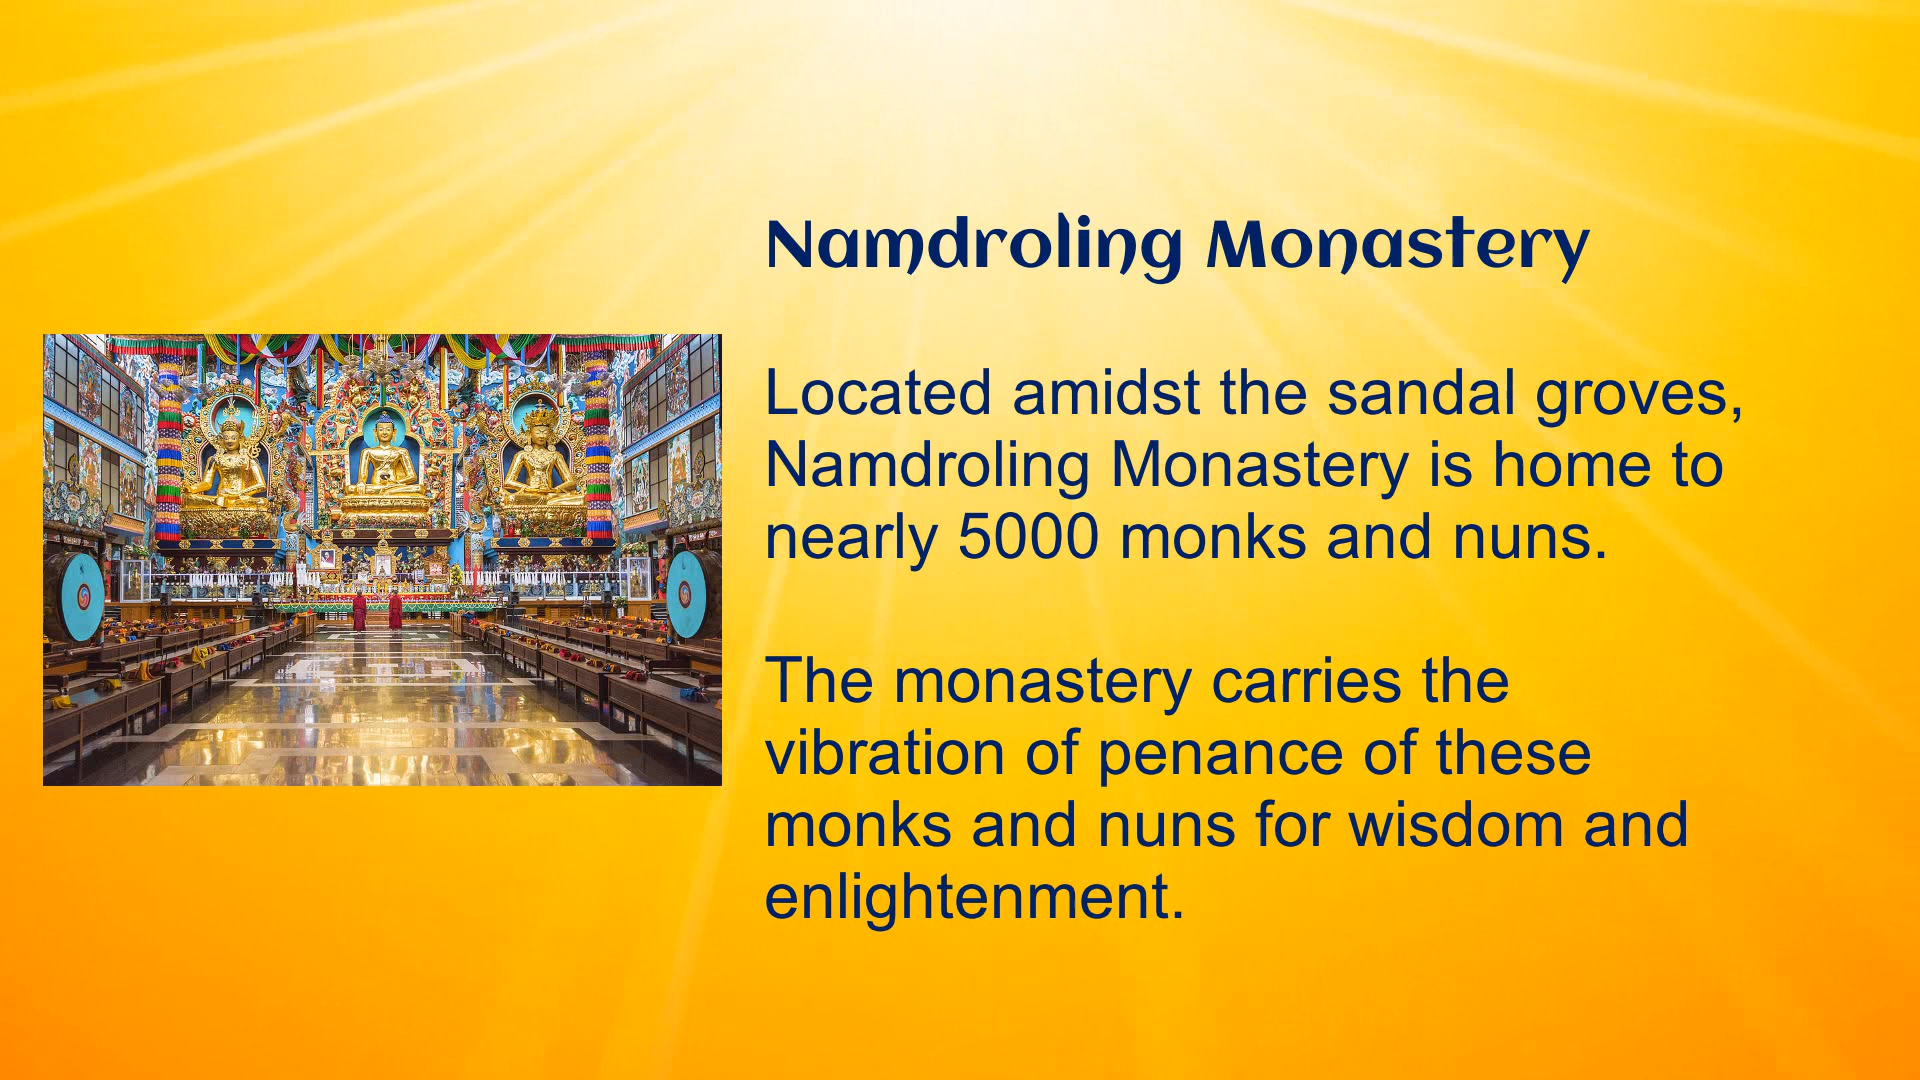 Namdroling Monastery
Located amidst the sandal groves,
Namdroling Monastery is home to
nearly 5000 monks and nuns.
The monastery carries the
vibration of penance of these
monks and nuns for wisdom and
enlightenment.